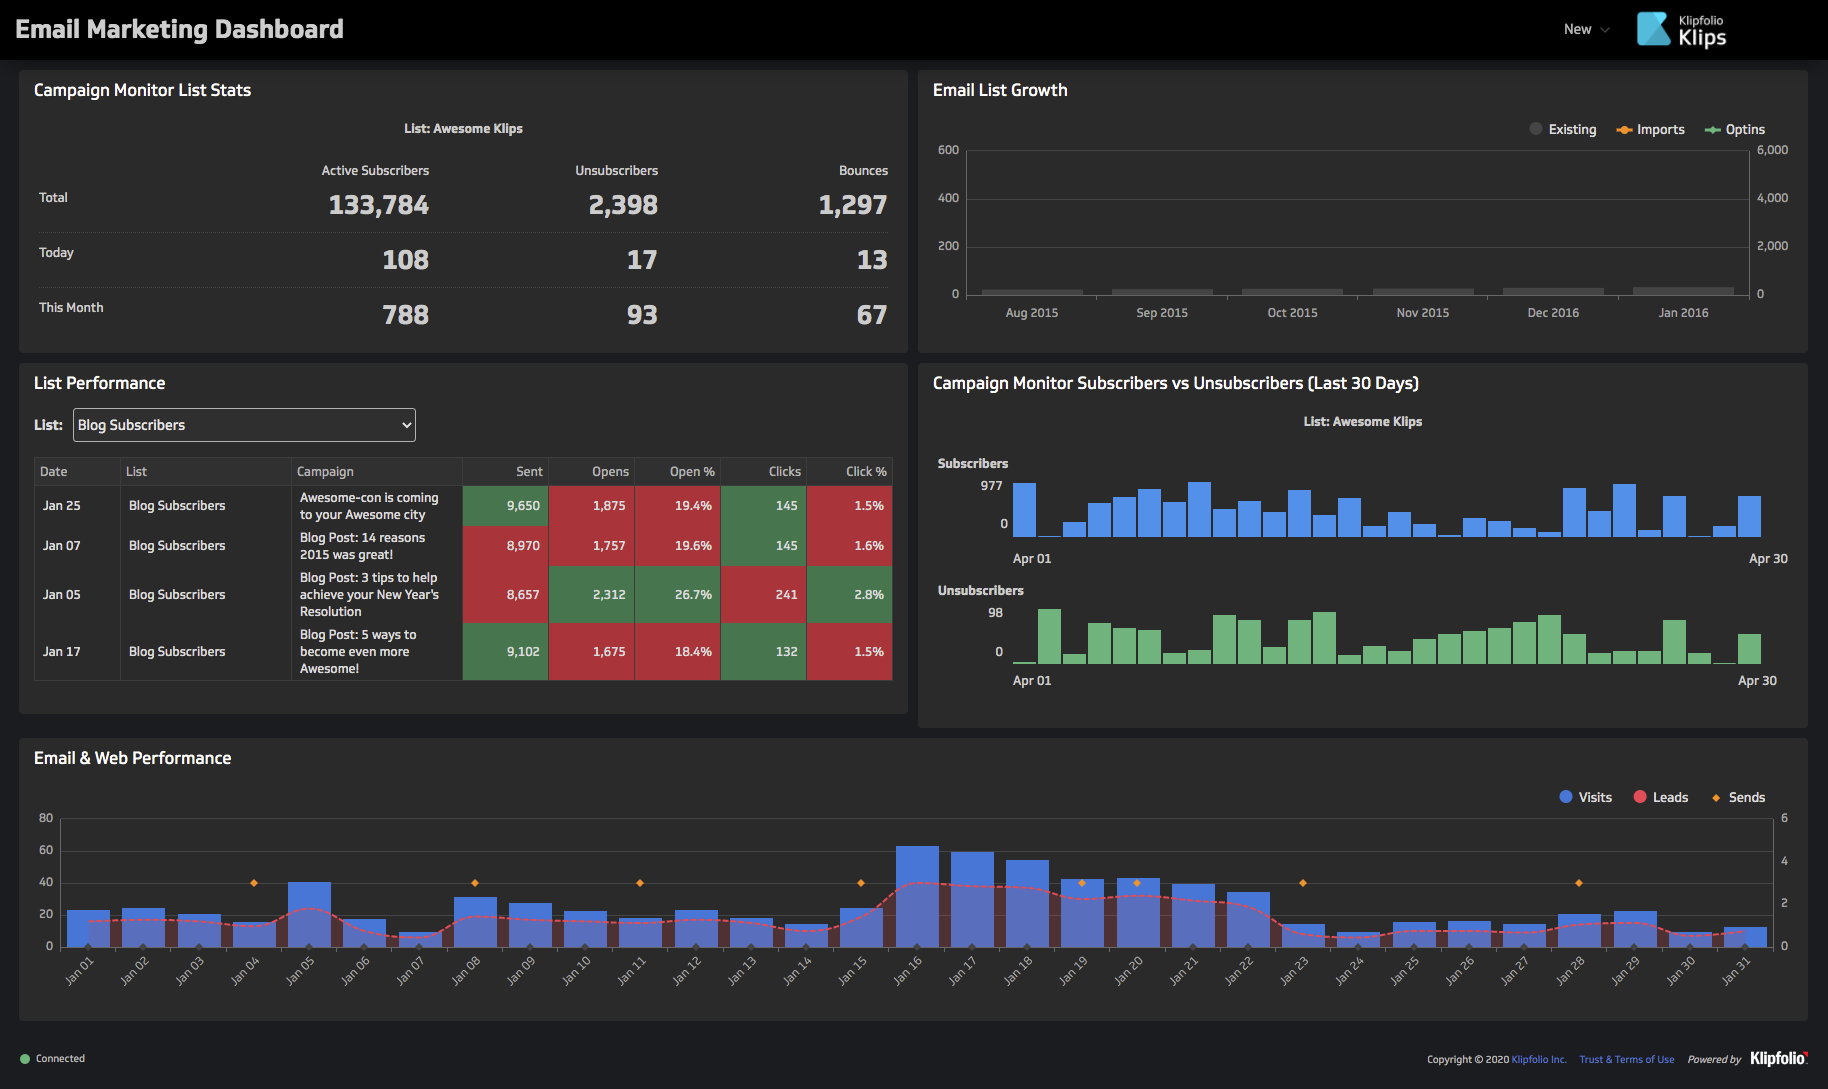 Email Marketing Dashboard
New
Klipfolio
Klips
Campaign Monitor List Stats
List: Awesome Klips
Active Subscribers Unsubscribers Bounces
Total 133,784 2,398 1,297
Today 108 17 13
This Month 788 93 67
Email List Growth
Existing Imports Optins
600 6,000
400 4,000
200 2,000
0 0
Aug 2015 Sep 2015 Oct 2015 Nov 2015 Dec 2016 Jan 2016
List Performance
List: Blog Subscribers
Date List Campaign Sent Opens Open % Clicks Click %
Jan 25 Blog Subscribers Awesome-con is coming
to your Awesome city 9,650 1,875 19.4% 145 1.5%
Jan 07 Blog Subscribers Blog Post: 14 reasons
2015 was great! 8,970 1,757 19.6% 145 1.6%
Blog Post: 3 tips to help
Jan 05 Blog Subscribers achieve your New Year's 8,657 2,312 26.7% 241 2.8%
Resolution
Blog Post: 5 ways to
Jan 17 Blog Subscribers become even more 9,102 1,675 18.4% 132 1.5%
Awesome!
Campaign Monitor Subscribers vs Unsubscribers (Last 30 Days)
List: Awesome Klips
Subscribers
977
0
Apr 01 Apr 30
Unsubscribers
98
0
Apr 01 Apr 30
Email & Web Performance
Visits Leads Sends
80 6
60
4
40
2
20
0 0
Jan 01 Jan 02 Jan 03 Jan 04 Jan 05 Jan 06 Jan 07 Jan 08 Jan 09 Jan 10 Jan 11 Jan 12 Jan 13 Jan 14 Jan 15 Jan 16 Jan 17 Jan 18 Jan 19 Jan 20 Jan 21 Jan 22 Jan 23 Jan 24 Jan 25 Jan 26 Jan 27 Jan 28 Jan 29 Jan 30 Jan 31
Connected
Copyright © 2020 Klipfolio Inc. Trust & Terms of Use Powered by Klipfolio